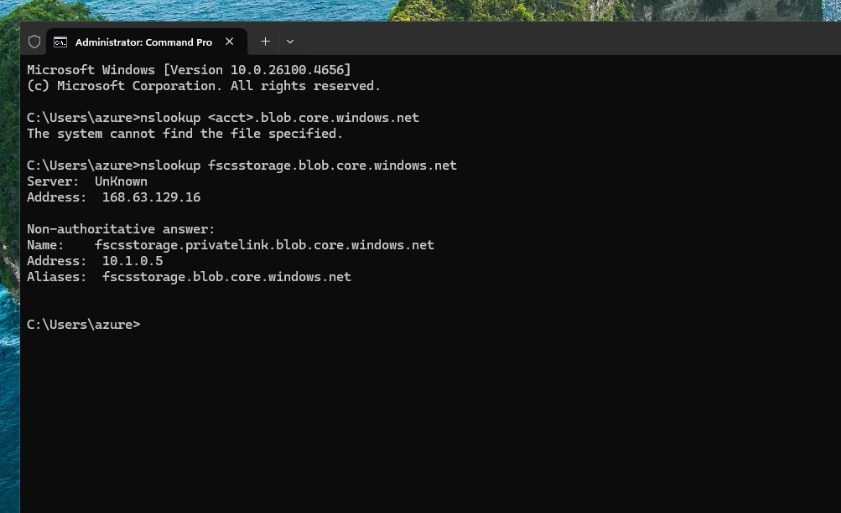 Administrator: Command Pro
Microsoft Windows [Version 10.0.26100.4656]
(c) Microsoft Corporation. All rights reserved.
C:\Users\azure>nslookup <acct>.blob.core.windows.net
The system cannot find the file specified.
C:\Users\azure>nslookup fscsstorage.blob.core.windows.net
Server:  UnKnown
Address:  168.63.129.16
Non-authoritative answer:
Name:    fscsstorage.privatelink.blob.core.windows.net
Address:  10.1.0.5
Aliases:  fscsstorage.blob.core.windows.net
C:\Users\azure>